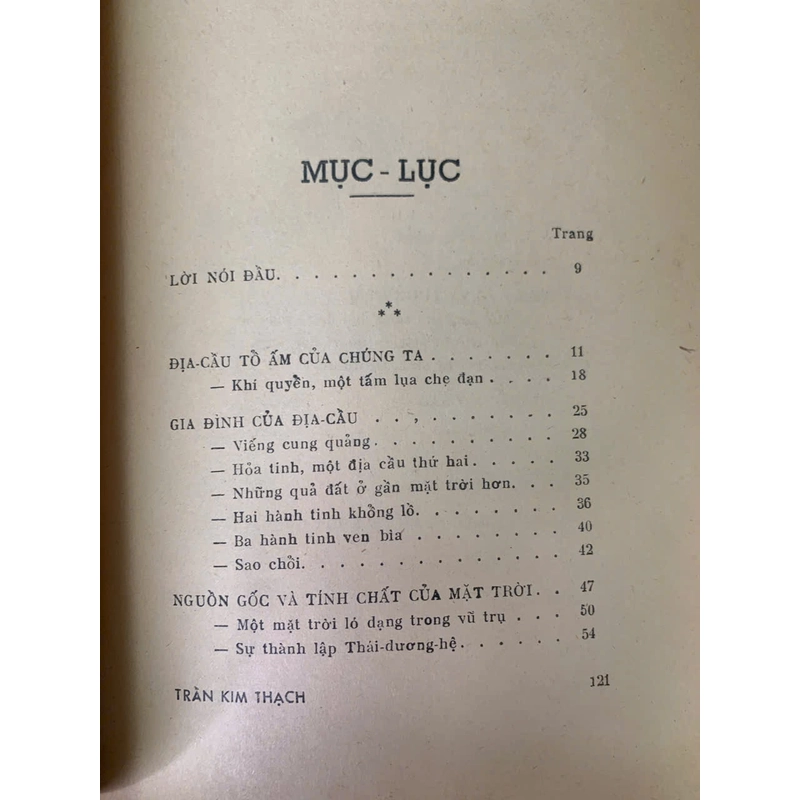 MỤC - LỤC
Trang
LỜI NÓI ĐẦU. . . . . . . . . . . . . . . 9
* * *
ĐỊA-CẦU TỔ ẤM CỦA CHÚNG TA . . . . . . . 11
— Khí quyển, một tấm lụa che đạn . . . . 18
GIA ĐÌNH CỦA ĐỊA-CẦU . . , . . . . . . . 25
— Viếng cung quảng. . . . . . . . . . 28
— Hỏa tinh, một địa cầu thứ hai . . . . . 33
— Những quả đất ở gần mặt trời hơn. . . 35
— Hai hành tinh khổng lồ. . . . . . . . 36
— Ba hành tinh ven bìa . . . . . . . . 40
— Sao chổi. . . . . . . . . . . . . . 42
NGUỒN GỐC VÀ TÍNH CHẤT CỦA MẶT TRỜI. . 47
— Một mặt trời ló dạng trong vũ trụ . . . 50
— Sự thành lập Thái-dương-hệ. . . . . . 54
TRẦN KIM THẠCH 121